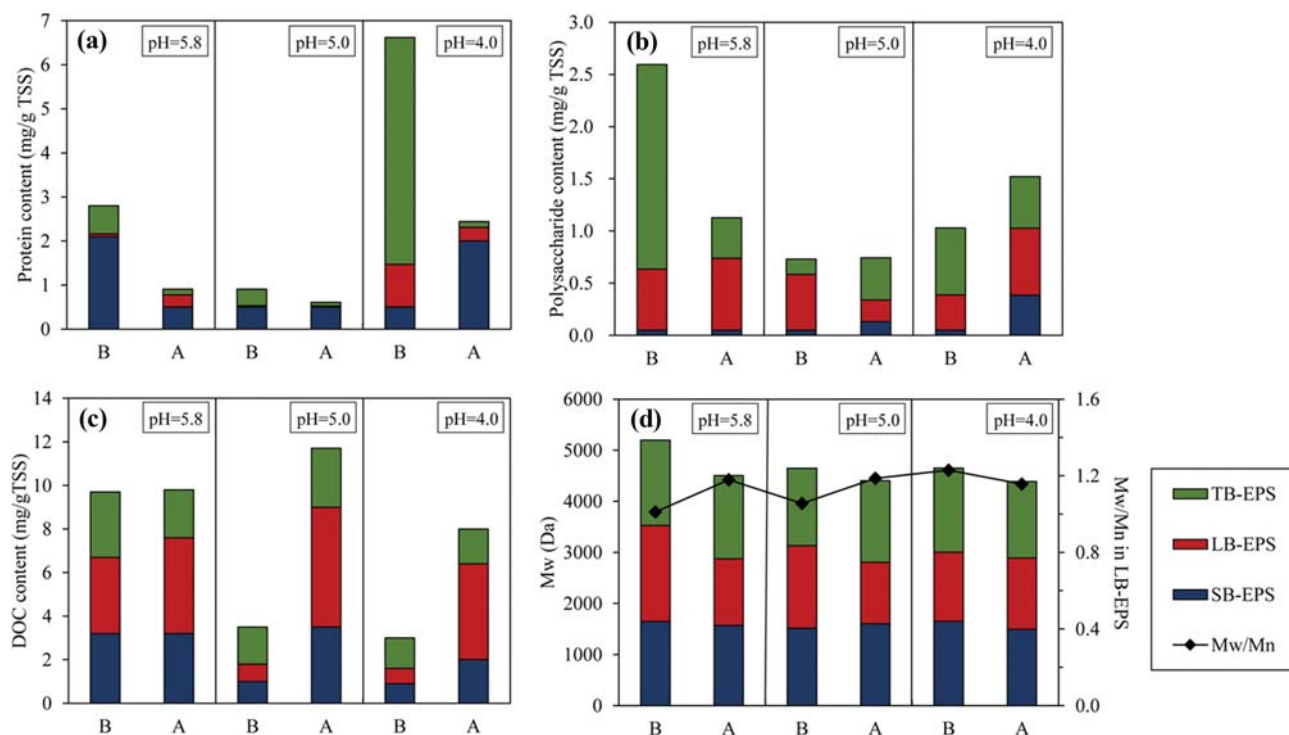 (a)
pH=5.8
pH=5.0
pH=4.0
Protein content (mg/g TSS)
7
6
5
4
3
2
1
0
B A B A B A
(b)
pH=5.8
pH=5.0
pH=4.0
Polysaccharide content (mg/g TSS)
3.0
2.5
2.0
1.5
1.0
0.5
0.0
B A B A B A
(c)
pH=5.8
pH=5.0
pH=4.0
DOC content (mg/gTSS)
14
12
10
8
6
4
2
0
B A B A B A
(d)
pH=5.8
pH=5.0
pH=4.0
Mw (Da)
6000
5000
4000
3000
2000
1000
0
B A B A B A
1.6
1.2
0.8
0.4
0.0
Mw/Mn in LB-EPS
TB-EPS
LB-EPS
SB-EPS
Mw/Mn